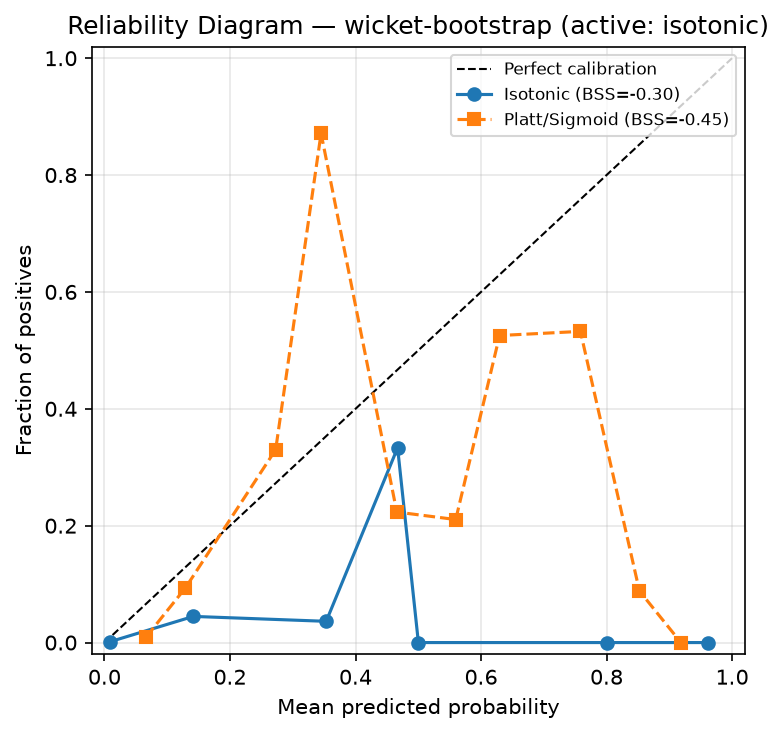 Reliability Diagram — wicket-bootstrap (active: isotonic)
Perfect calibration
Isotonic (BSS=-0.30)
Platt/Sigmoid (BSS=-0.45)
Fraction of positives
1.0
0.8
0.6
0.4
0.2
0.0
0.0 0.2 0.4 0.6 0.8 1.0
Mean predicted probability